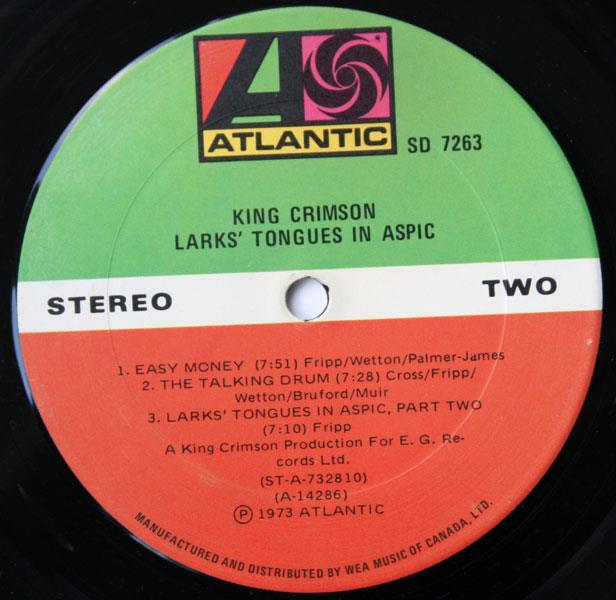 ATLANTIC
SD 7263
KING CRIMSON
LARKS' TONGUES IN ASPIC
STEREO
TWO
1. EASY MONEY (7:51) Fripp/Wetton/Palmer-James
2. THE TALKING DRUM (7:28) Cross/Fripp/
Wetton/Bruford/Muir
3. LARKS' TONGUES IN ASPIC, PART TWO
(7:10) Fripp
A King Crimson Production For E. G. Re-
cords Ltd.
(ST-A-732810)
(A-14286)
Ⓟ 1973 ATLANTIC
MANUFACTURED AND DISTRIBUTED BY WEA MUSIC OF CANADA, LTD.